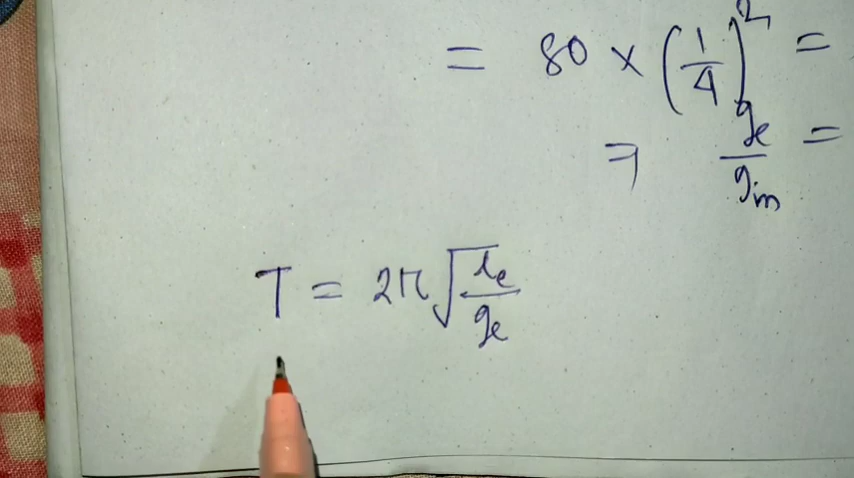 = 80 × (1/4)² =
⇒ gₑ/gₘ =
T = 2π√(lₑ/gₑ)